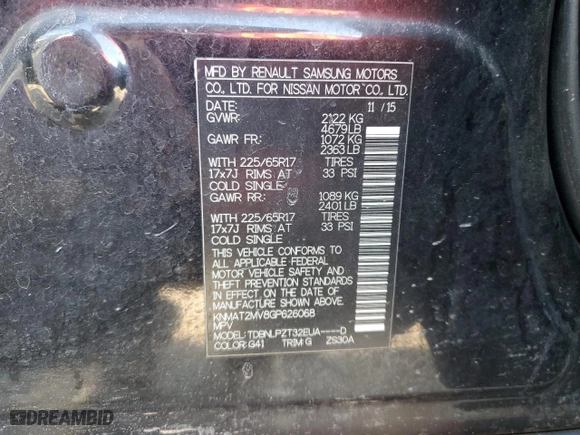 MFD BY RENAULT SAMSUNG MOTORS
CO., LTD. FOR NISSAN MOTOR CO., LTD.
DATE: 11 / 15
GVWR: 2122 KG
4679 LB
GAWR FR: 1072 KG
2363 LB
WITH 225/65R17 TIRES
17x7J RIMS AT 33 PSI
COLD SINGLE
GAWR RR: 1089 KG
2401 LB
WITH 225/65R17 TIRES
17x7J RIMS AT 33 PSI
COLD SINGLE
THIS VEHICLE CONFORMS TO
ALL APPLICABLE FEDERAL
MOTOR VEHICLE SAFETY AND
THEFT PREVENTION STANDARDS
IN EFFECT ON THE DATE OF
MANUFACTURE SHOWN ABOVE.
KNMAT2MV8GP626068
MPV
MODEL: TDBNLPZT32EUA----D
COLOR: G41 TRIM: G ZS30A
DREAMBID